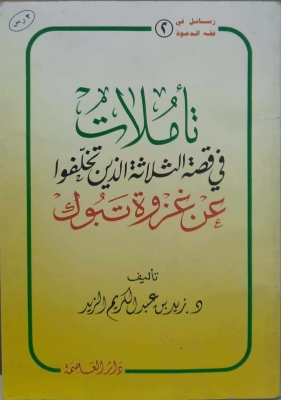 ٢ ر.س
رسائل في
فقه الدعوة
٢
تأملات
في قصة الثلاثة الذين تخلفوا
عن غزوة تبوك
تأليف
د. زيد بن عبد الكريم الزيد
دار العاصمة